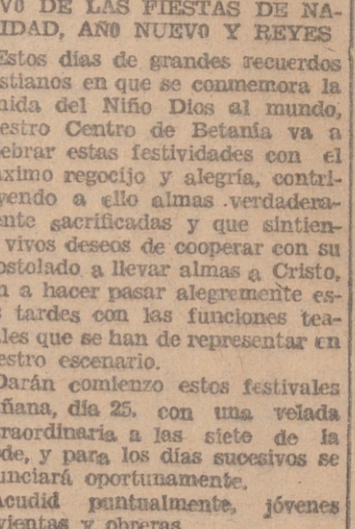 VO DE LAS FIESTAS DE NA-
IDAD, AÑO NUEVO Y REYES
Estos días de grandes recuerdos
stianos en que se conmemora la
nida del Niño Dios al mundo,
estro Centro de Betania va a
ebrar estas festividades con el
áximo regocijo y alegría, contri-
yendo a ello almas verdadera-
ente sacrificadas y que sintien-
vivos deseos de cooperar con su
ostolado a llevar almas a Cristo,
n a hacer pasar alegremente es-
s tardes con las funciones tea-
les que se han de representar en
estro escenario.
Darán comienzo estos festivales
ñana, día 25, con una velada
raordinaria a las siete de la
de, y para los días sucesivos se
unciará oportunamente.
Acudid puntualmente, jóvenes
vientas y obreras.